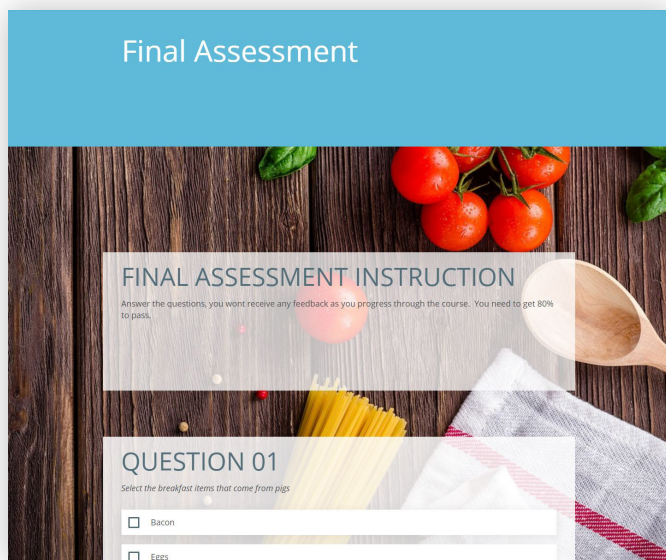 Final Assessment
FINAL ASSESSMENT INSTRUCTION
Answer the questions, you wont receive any feedback as you progress through the course. You need to get 80%
to pass.
QUESTION 01
Select the breakfast items that come from pigs
Bacon
Eggs